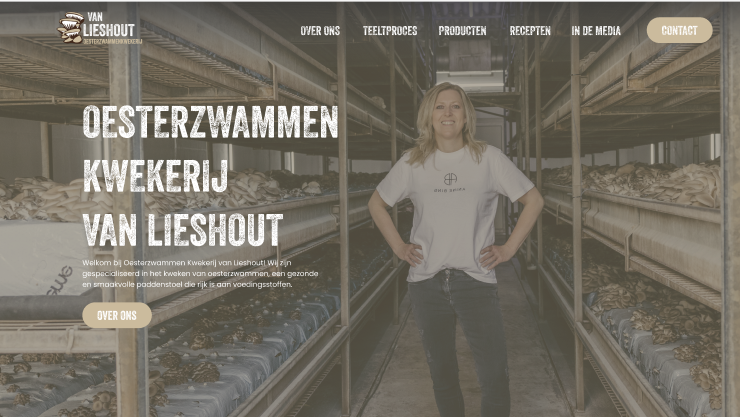 VAN
LIESHOUT
OESTERZWAMMENKWEKERIJ
OVER ONS
TEELTPROCES
PRODUCTEN
RECEPTEN
IN DE MEDIA
CONTACT
OESTERZWAMMEN
KWEKERIJ
VAN LIESHOUT
Welkom bij Oesterzwammen Kwekerij van Lieshout! Wij zijn
gespecialiseerd in het kweken van oesterzwammen, een gezonde
en smaakvolle paddenstoel die rijk is aan voedingsstoffen.
OVER ONS